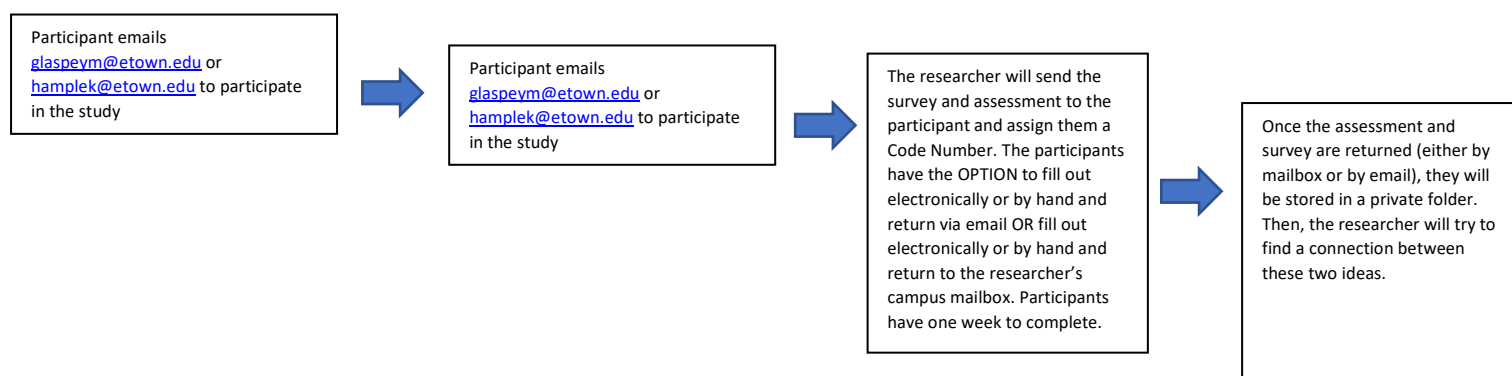 Participant emails
glaspeym@etown.edu or
hamplek@etown.edu to participate
in the study
Participant emails
glaspeym@etown.edu or
hamplek@etown.edu to participate
in the study
The researcher will send the
survey and assessment to the
participant and assign them a
Code Number. The participants
have the OPTION to fill out
electronically or by hand and
return via email OR fill out
electronically or by hand and
return to the researcher's
campus mailbox. Participants
have one week to complete.
Once the assessment and
survey are returned (either by
mailbox or by email), they will
be stored in a private folder.
Then, the researcher will try to
find a connection between
these two ideas.